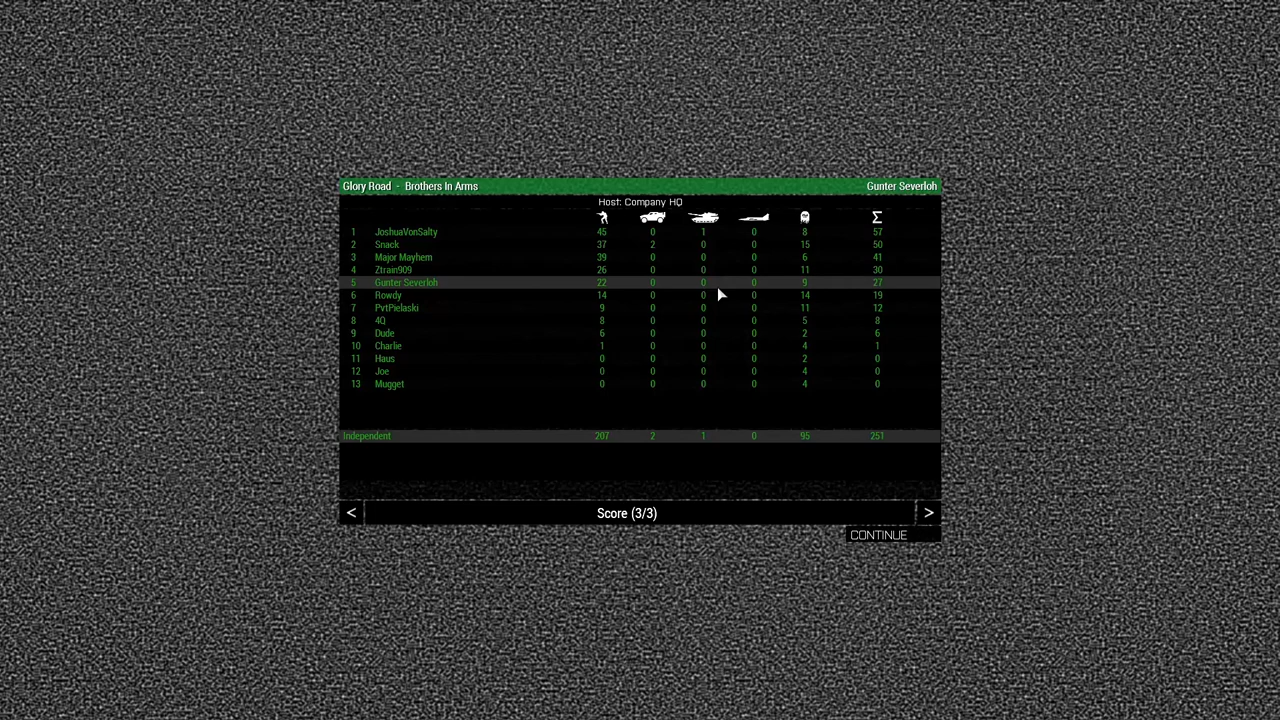 Glory Road - Brothers In Arms Gunter Severloh
Host: Company HQ
Σ
1 JoshuaVonSalty 45 0 1 0 8 57
2 Snack 37 2 0 0 15 50
3 Major Mayhem 39 0 0 0 6 41
4 Ztrain909 26 0 0 0 11 30
5 Gunter Severloh 22 0 0 0 9 27
6 Rowdy 14 0 0 0 14 19
7 PvtPielaski 9 0 0 0 11 12
8 4Q 8 0 0 0 5 8
9 Dude 6 0 0 0 2 6
10 Charlie 1 0 0 0 4 1
11 Haus 0 0 0 0 2 0
12 Joe 0 0 0 0 4 0
13 Mugget 0 0 0 0 4 0
Independent 207 2 1 0 95 251
< Score (3/3) >
CONTINUE